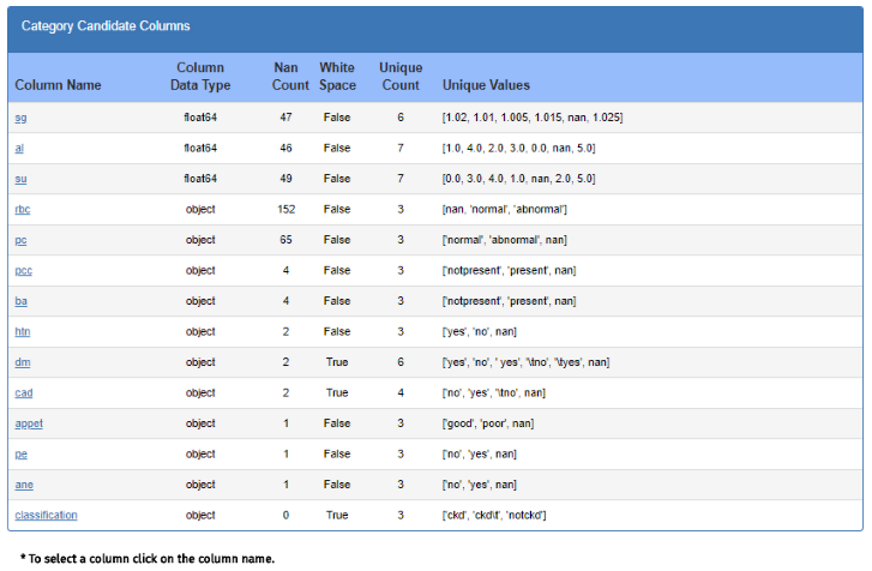 Category Candidate Columns
Column Name Column Data Type Nan Count White Space Unique Count Unique Values
sg float64 47 False 6 [1.02, 1.01, 1.005, 1.015, nan, 1.025]
al float64 46 False 7 [1.0, 4.0, 2.0, 3.0, 0.0, nan, 5.0]
su float64 49 False 7 [0.0, 3.0, 4.0, 1.0, nan, 2.0, 5.0]
rbc object 152 False 3 [nan, 'normal', 'abnormal']
pc object 65 False 3 ['normal', 'abnormal', nan]
pcc object 4 False 3 ['notpresent', 'present', nan]
ba object 4 False 3 ['notpresent', 'present', nan]
htn object 2 False 3 ['yes', 'no', nan]
dm object 2 True 6 ['yes', 'no', ' yes', '\tno', '\tyes', nan]
cad object 2 True 4 ['no', 'yes', '\tno', nan]
appet object 1 False 3 ['good', 'poor', nan]
pe object 1 False 3 ['no', 'yes', nan]
ane object 1 False 3 ['no', 'yes', nan]
classification object 0 True 3 ['ckd', 'ckd\t', 'notckd']
* To select a column click on the column name.